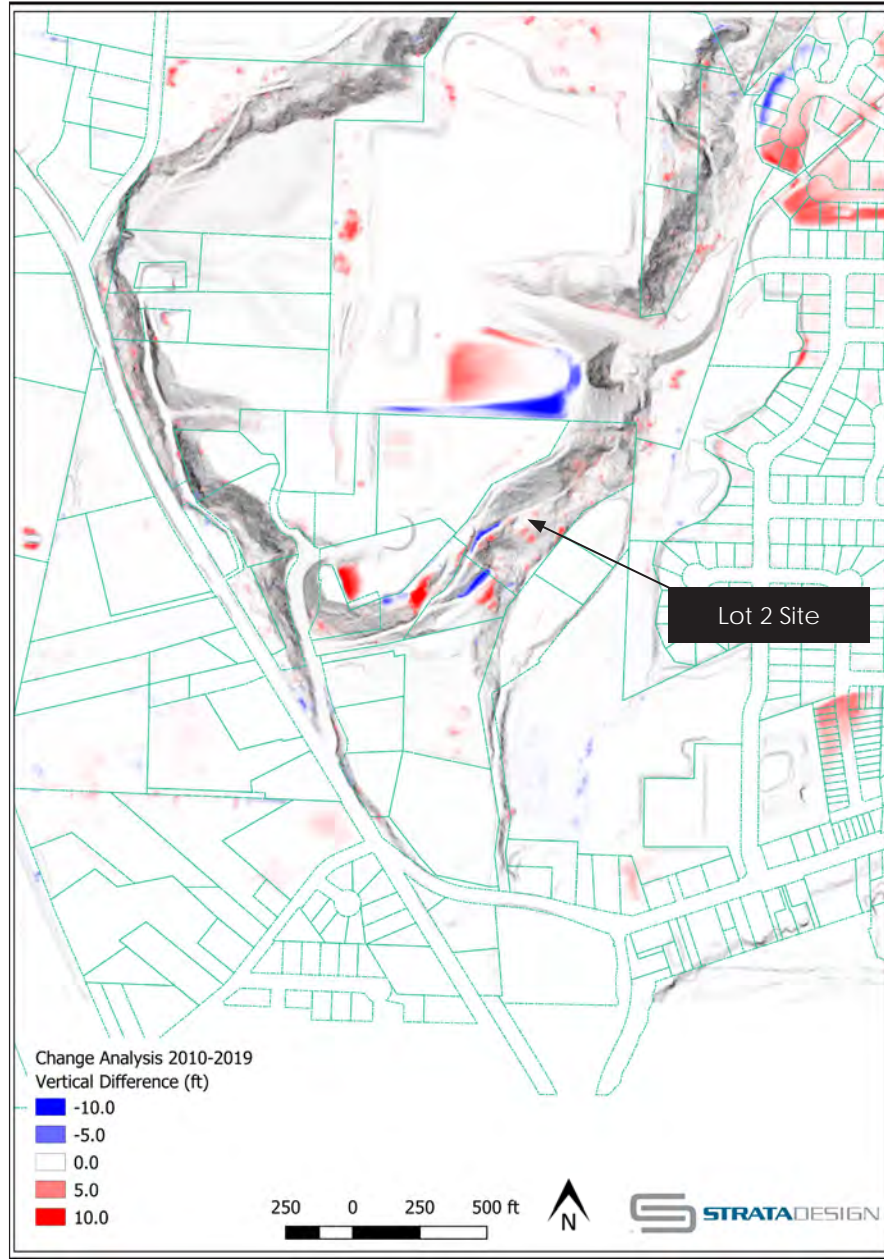 Lot 2 Site
Change Analysis 2010-2019
Vertical Difference (ft)
-10.0
-5.0
0.0
5.0
10.0
250 0 250 500 ft
N
STRATADESIGN